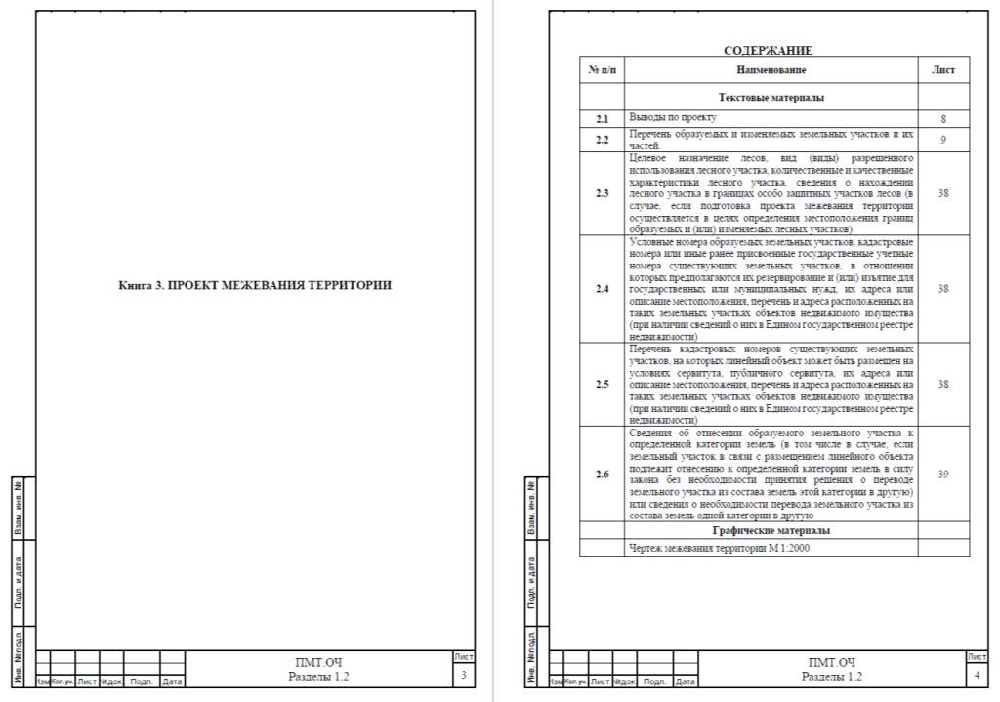 Книга 3. ПРОЕКТ МЕЖЕВАНИЯ ТЕРРИТОРИИ
Взам. инв. №
Подп. и дата
Инв. №подл.
Изм Кол.уч. Лист №док Подп. Дата
ПМТ.ОЧ
Разделы 1,2
Лист
3
СОДЕРЖАНИЕ
№ п/п Наименование Лист
Текстовые материалы
2.1 Выводы по проекту 8
2.2 Перечень образуемых и изменяемых земельных участков и их 9
частей.
Целевое назначение лесов, вид (виды) разрешенного
использования лесного участка, количественные и качественные
характеристики лесного участка, сведения о нахождении
2.3 лесного участка в границах особо защитных участков лесов (в 38
случае, если подготовка проекта межевания территории
осуществляется в целях определения местоположения границ
образуемых и (или) изменяемых лесных участков)
Условные номера образуемых земельных участков, кадастровые
номера или иные ранее присвоенные государственные учетные
номера существующих земельных участков, в отношении
которых предполагаются их резервирование и (или) изъятие для
2.4 государственных или муниципальных нужд, их адреса или 38
описание местоположения, перечень и адреса расположенных на
таких земельных участках объектов недвижимого имущества
(при наличии сведений о них в Едином государственном реестре
недвижимости)
Перечень кадастровых номеров существующих земельных
участков, на которых линейный объект может быть размещен на
условиях сервитута, публичного сервитута, их адреса или
2.5 описание местоположения, перечень и адреса расположенных на 38
таких земельных участках объектов недвижимого имущества
(при наличии сведений о них в Едином государственном реестре
недвижимости)
Сведения об отнесении образуемого земельного участка к
определенной категории земель (в том числе в случае, если
земельный участок в связи с размещением линейного объекта
2.6 подлежит отнесению к определенной категории земель в силу 39
закона без необходимости принятия решения о переводе
земельного участка из состава земель этой категории в другую)
или сведения о необходимости перевода земельного участка из
состава земель одной категории в другую
Графические материалы
Чертеж межевания территории М 1:2000
Взам. инв. №
Подп. и дата
Инв. №подл.
Изм Кол.уч. Лист №док Подп. Дата
ПМТ.ОЧ
Разделы 1,2
Лист
4